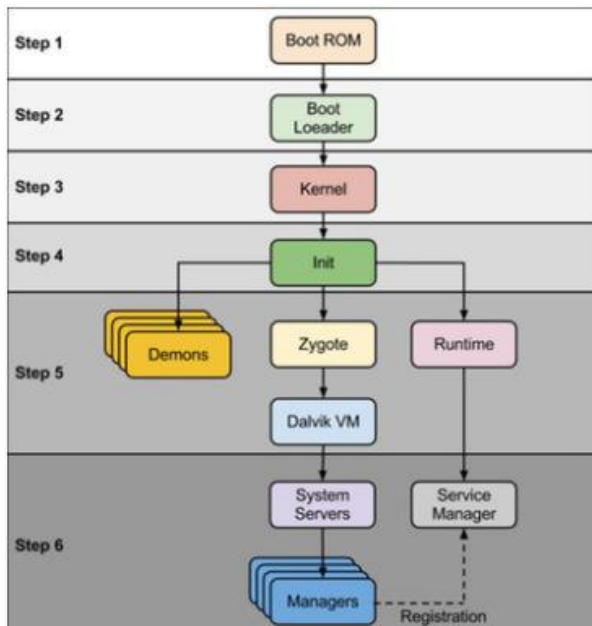 Step 1
Boot ROM
Step 2
Boot
Loeader
Step 3
Kernel
Step 4
Init
Step 5
Demons
Zygote
Runtime
Dalvik VM
Step 6
System
Servers
Service
Manager
Managers
Registration